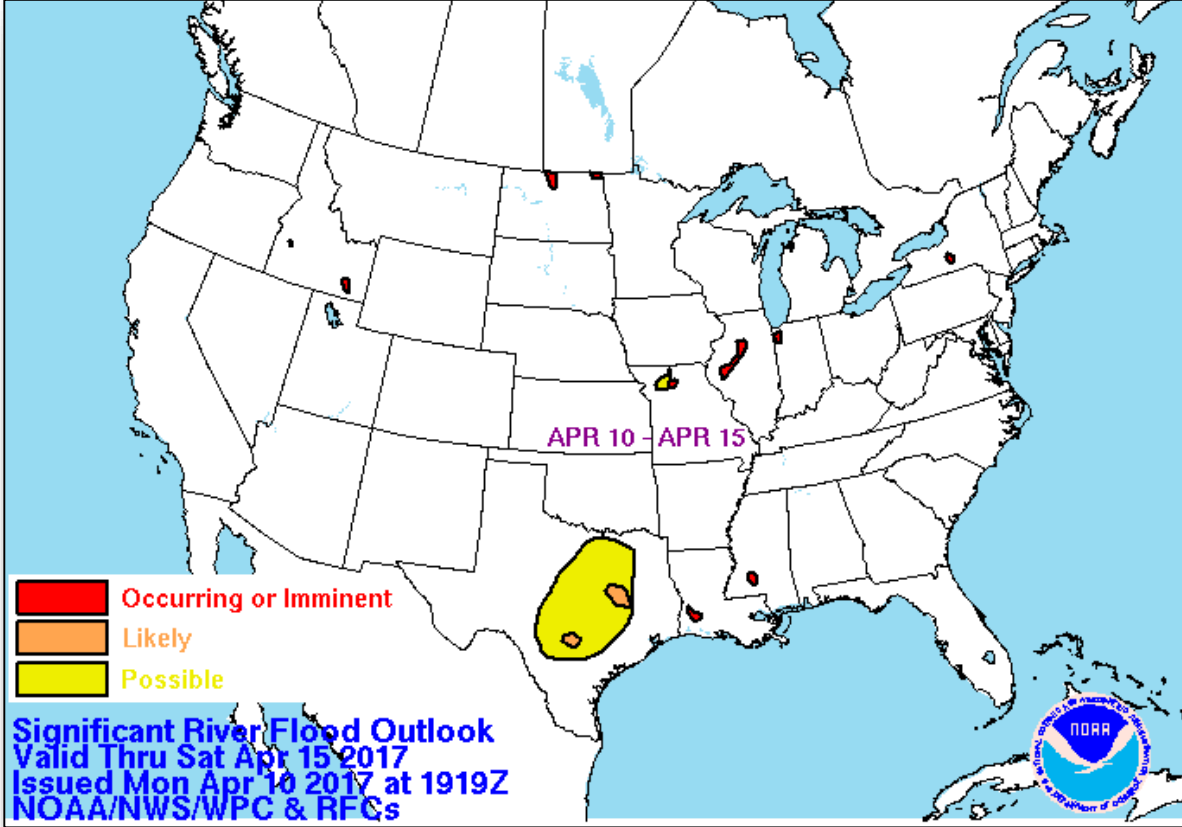 APR 10 - APR 15
Occurring or Imminent
Likely
Possible
Significant River Flood Outlook
Valid Thru Sat Apr 15 2017
Issued Mon Apr 10 2017 at 1919Z
NOAA/NWS/WPC & RFCs
NOAA